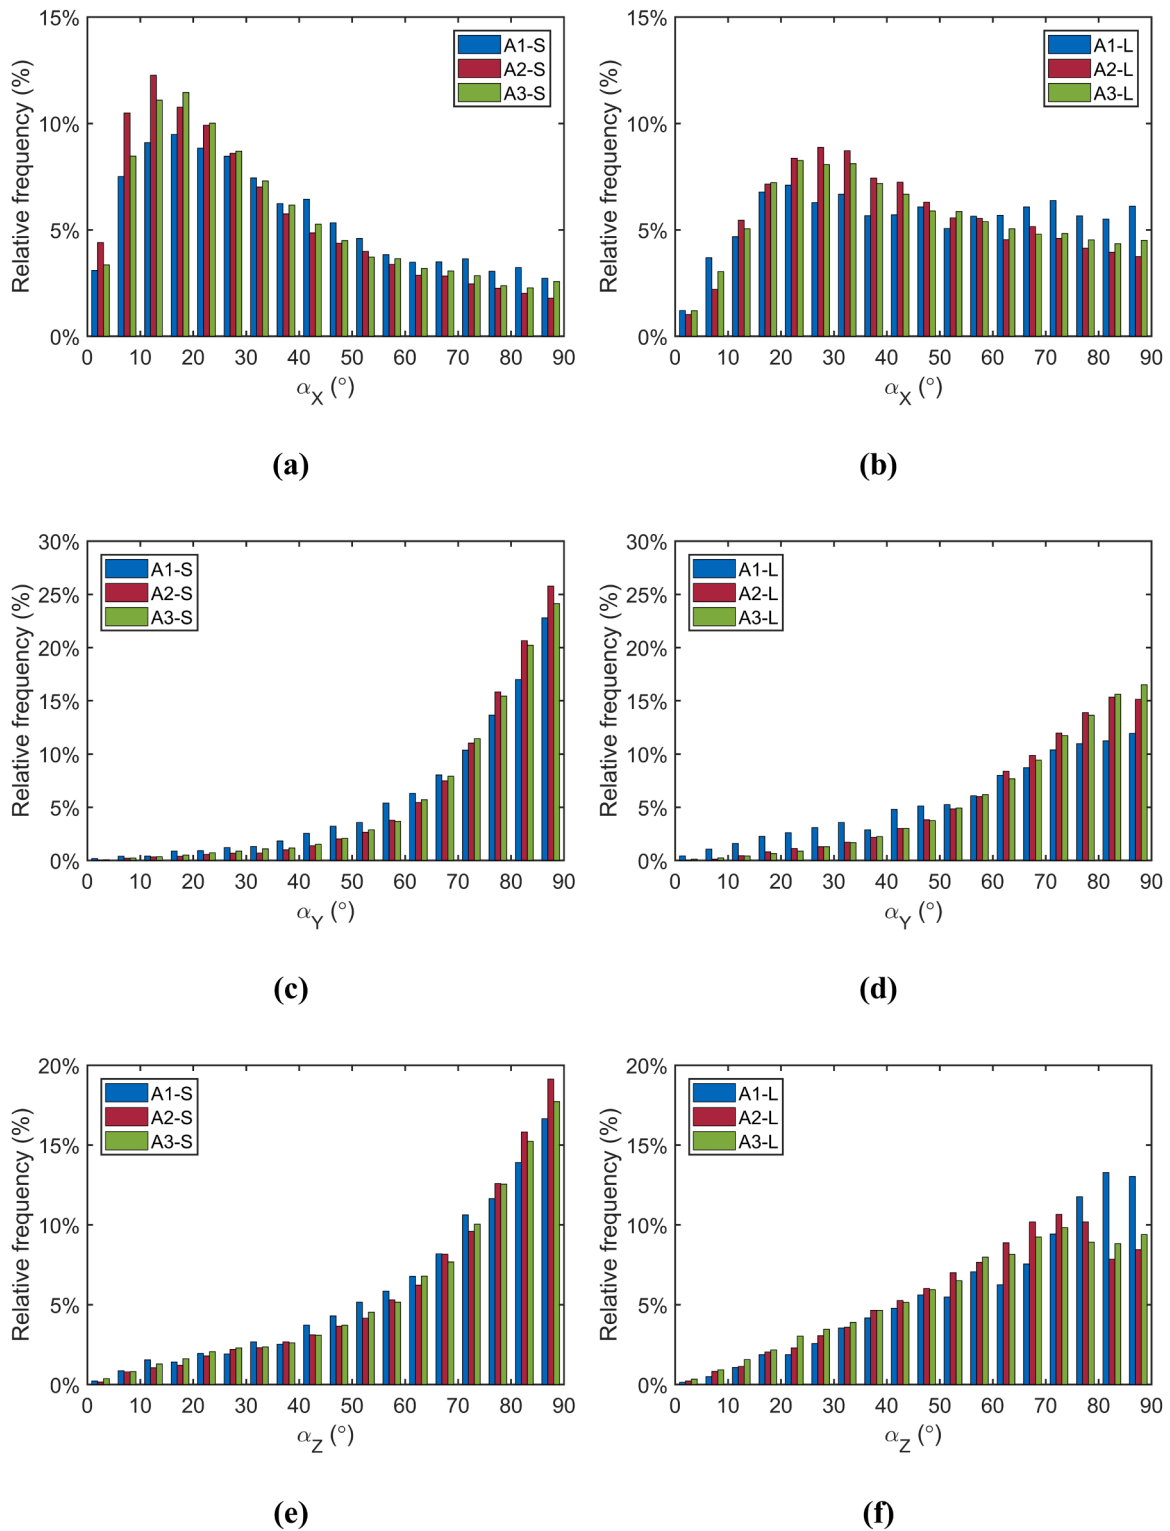 15%
10%
5%
0%
Relative frequency (%)
A1-S
A2-S
A3-S
0 10 20 30 40 50 60 70 80 90
αX (°)
(a)
15%
10%
5%
0%
Relative frequency (%)
A1-L
A2-L
A3-L
0 10 20 30 40 50 60 70 80 90
αX (°)
(b)
30%
25%
20%
15%
10%
5%
0%
Relative frequency (%)
A1-S
A2-S
A3-S
0 10 20 30 40 50 60 70 80 90
αY (°)
(c)
30%
25%
20%
15%
10%
5%
0%
Relative frequency (%)
A1-L
A2-L
A3-L
0 10 20 30 40 50 60 70 80 90
αY (°)
(d)
20%
15%
10%
5%
0%
Relative frequency (%)
A1-S
A2-S
A3-S
0 10 20 30 40 50 60 70 80 90
αZ (°)
(e)
20%
15%
10%
5%
0%
Relative frequency (%)
A1-L
A2-L
A3-L
0 10 20 30 40 50 60 70 80 90
αZ (°)
(f)